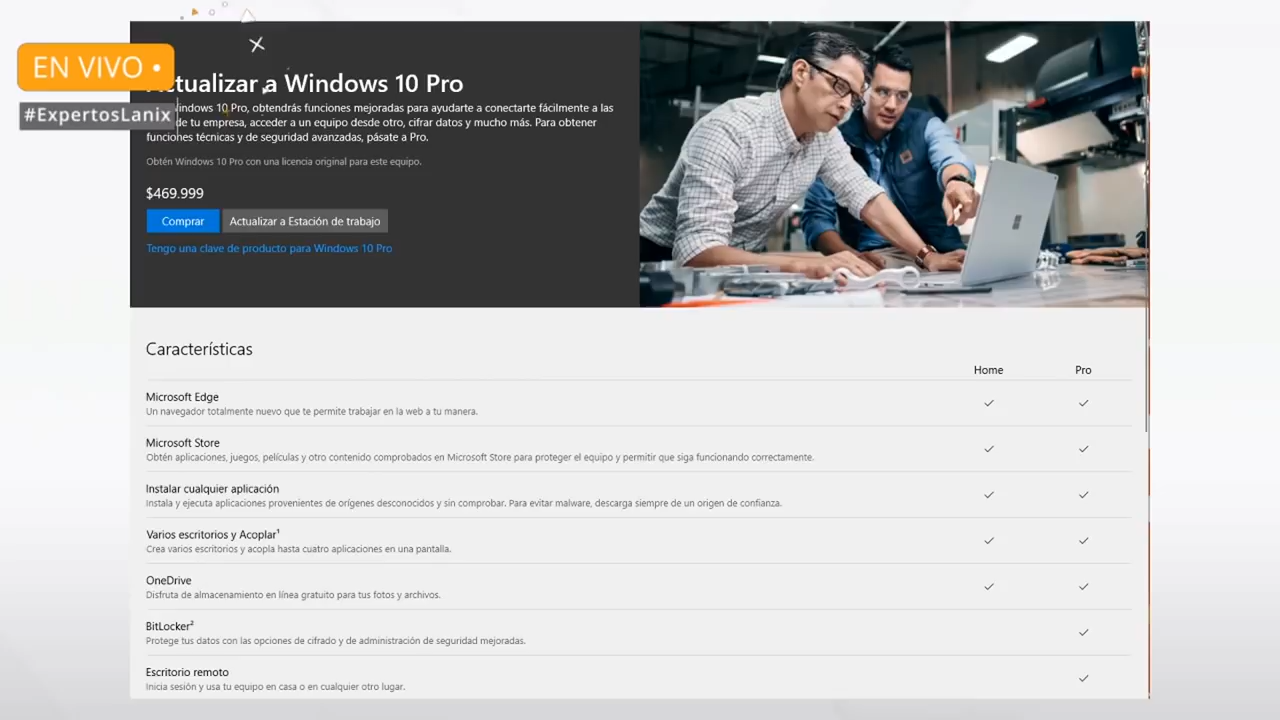 EN VIVO
#ExpertosLanix
Actualizar a Windows 10 Pro
indows 10 Pro, obtendrás funciones mejoradas para ayudarte a conectarte fácilmente a las
de tu empresa, acceder a un equipo desde otro, cifrar datos y mucho más. Para obtener
funciones técnicas y de seguridad avanzadas, pásate a Pro.
Obtén Windows 10 Pro con una licencia original para este equipo.
$469.999
Comprar Actualizar a Estación de trabajo
Tengo una clave de producto para Windows 10 Pro
Características
Home Pro
Microsoft Edge
Un navegador totalmente nuevo que te permite trabajar en la web a tu manera.
Microsoft Store
Obtén aplicaciones, juegos, películas y otro contenido comprobados en Microsoft Store para proteger el equipo y permitir que siga funcionando correctamente.
Instalar cualquier aplicación
Instala y ejecuta aplicaciones provenientes de orígenes desconocidos y sin comprobar. Para evitar malware, descarga siempre de un origen de confianza.
Varios escritorios y Acoplar¹
Crea varios escritorios y acopla hasta cuatro aplicaciones en una pantalla.
OneDrive
Disfruta de almacenamiento en línea gratuito para tus fotos y archivos.
BitLocker²
Protege tus datos con las opciones de cifrado y de administración de seguridad mejoradas.
Escritorio remoto
Inicia sesión y usa tu equipo en casa o en cualquier otro lugar.